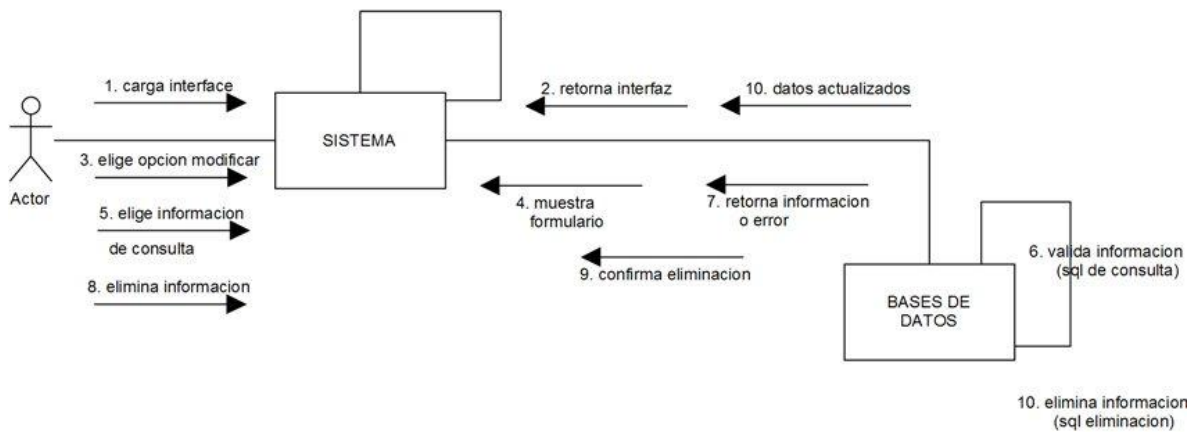 1. carga interface
2. retorna interfaz
10. datos actualizados
SISTEMA
3. elige opcion modificar
Actor
4. muestra
formulario
7. retorna informacion
o error
5. elige informacion
de consulta
6. valida informacion
(sql de consulta)
9. confirma eliminacion
8. elimina informacion
BASES DE
DATOS
10. elimina informacion
(sql eliminacion)